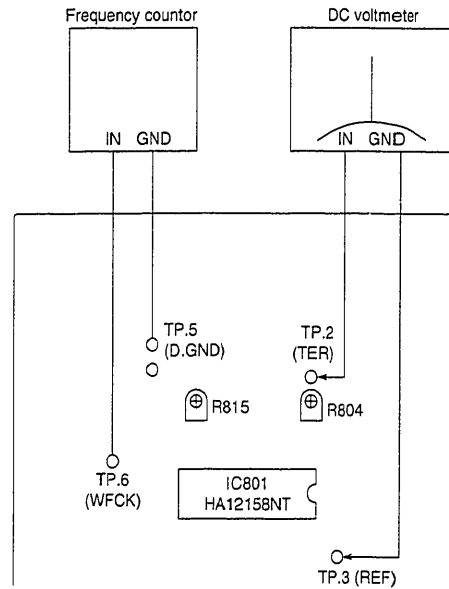 Frequency countor
DC voltmeter
IN GND
IN GND
TP.5
(D.GND)
TP.2
(TER)
R815
R804
TP.6
(WFCK)
IC801
HA12158NT
TP.3 (REF)